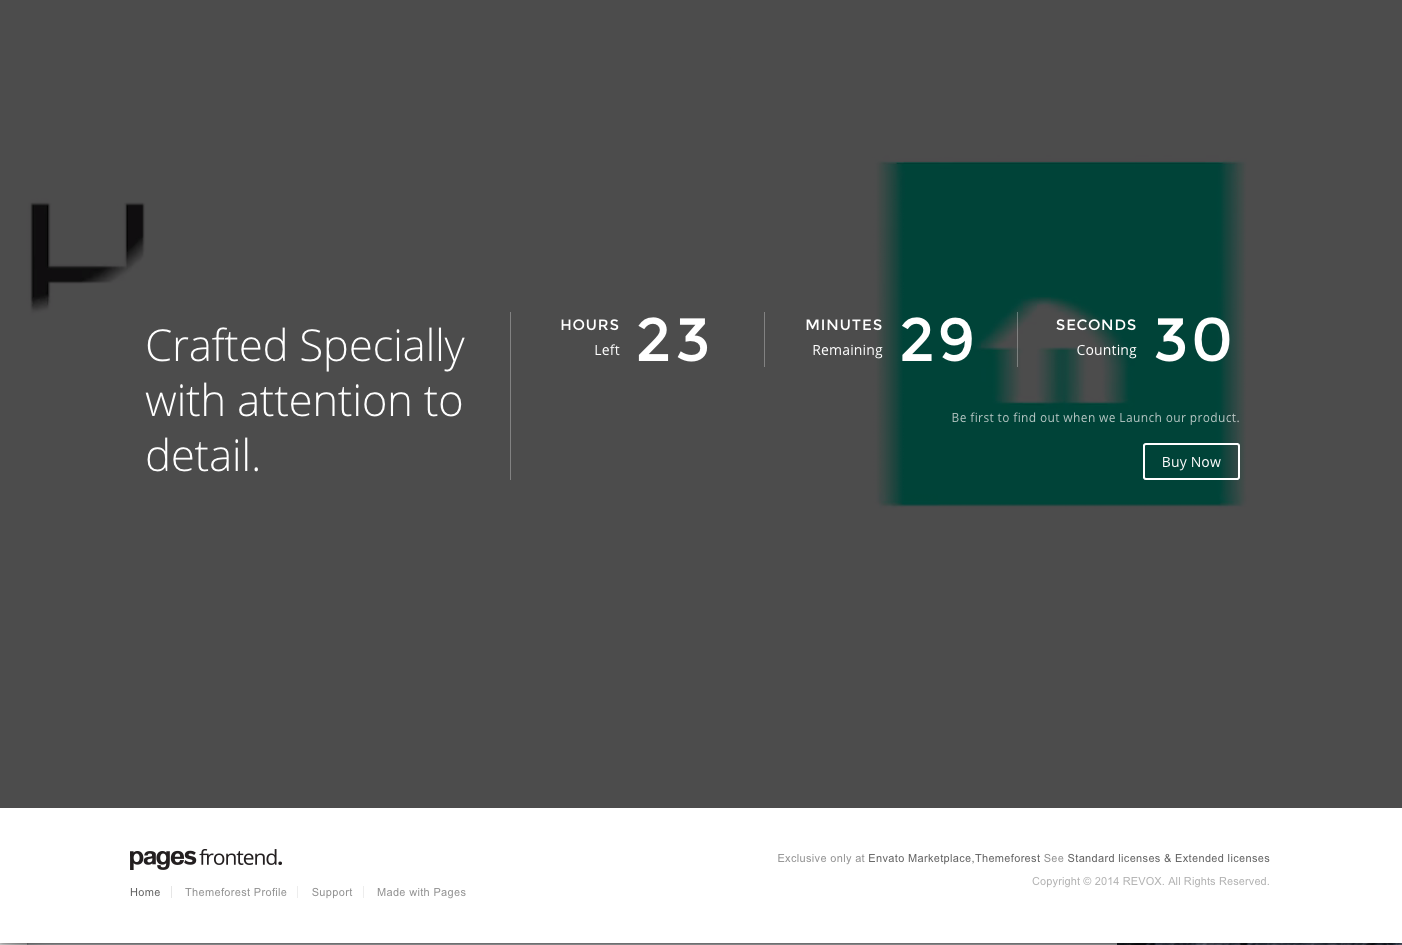 Crafted Specially
with attention to
detail.
HOURS
Left
23
MINUTES
Remaining
29
SECONDS
Counting
30
Be first to find out when we Launch our product.
Buy Now
pages frontend.
Home
Themeforest Profile
Support
Made with Pages
Exclusive only at Envato Marketplace,Themeforest See Standard licenses & Extended licenses
Copyright © 2014 REVOX. All Rights Reserved.